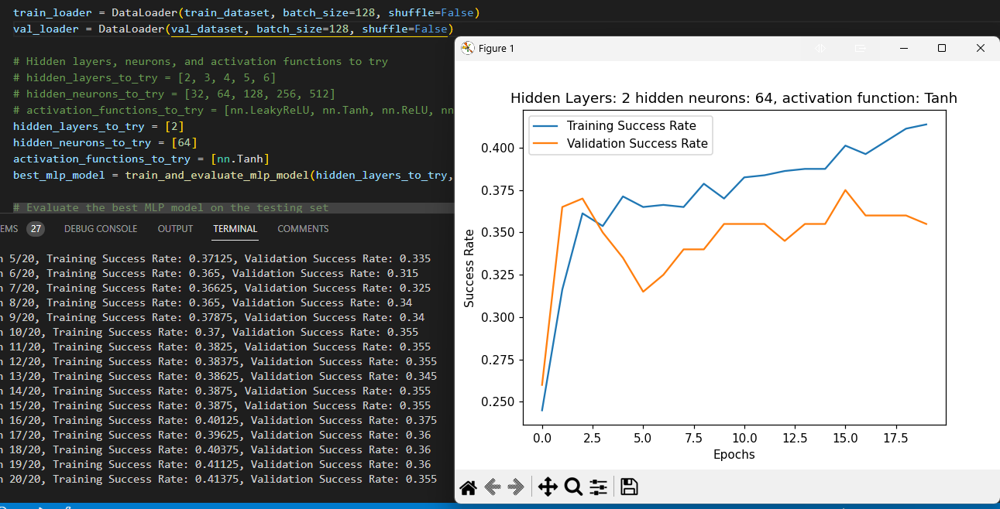 train_loader = DataLoader(train_dataset, batch_size=128, shuffle=False)
val_loader = DataLoader(val_dataset, batch_size=128, shuffle=False)
# Hidden layers, neurons, and activation functions to try
# hidden_layers_to_try = [2, 3, 4, 5, 6]
# hidden_neurons_to_try = [32, 64, 128, 256, 512]
# activation_functions_to_try = [nn.LeakyReLU, nn.Tanh, nn.ReLU, nn
hidden_layers_to_try = [2]
hidden_neurons_to_try = [64]
activation_functions_to_try = [nn.Tanh]
best_mlp_model = train_and_evaluate_mlp_model(hidden_layers_to_try,
# Evaluate the best MLP model on the testing set
EMS 27 DEBUG CONSOLE OUTPUT TERMINAL COMMENTS
n 5/20, Training Success Rate: 0.37125, Validation Success Rate: 0.335
n 6/20, Training Success Rate: 0.365, Validation Success Rate: 0.315
n 7/20, Training Success Rate: 0.36625, Validation Success Rate: 0.325
n 8/20, Training Success Rate: 0.365, Validation Success Rate: 0.34
n 9/20, Training Success Rate: 0.37875, Validation Success Rate: 0.34
n 10/20, Training Success Rate: 0.37, Validation Success Rate: 0.355
n 11/20, Training Success Rate: 0.3825, Validation Success Rate: 0.355
n 12/20, Training Success Rate: 0.38375, Validation Success Rate: 0.355
n 13/20, Training Success Rate: 0.38625, Validation Success Rate: 0.345
n 14/20, Training Success Rate: 0.3875, Validation Success Rate: 0.355
n 15/20, Training Success Rate: 0.3875, Validation Success Rate: 0.355
n 16/20, Training Success Rate: 0.40125, Validation Success Rate: 0.375
n 17/20, Training Success Rate: 0.39625, Validation Success Rate: 0.36
n 18/20, Training Success Rate: 0.40375, Validation Success Rate: 0.36
n 19/20, Training Success Rate: 0.41125, Validation Success Rate: 0.36
n 20/20, Training Success Rate: 0.41375, Validation Success Rate: 0.355
Figure 1
Hidden Layers: 2 hidden neurons: 64, activation function: Tanh
Training Success Rate
Validation Success Rate
Success Rate
0.400
0.375
0.350
0.325
0.300
0.275
0.250
0.0 2.5 5.0 7.5 10.0 12.5 15.0 17.5
Epochs